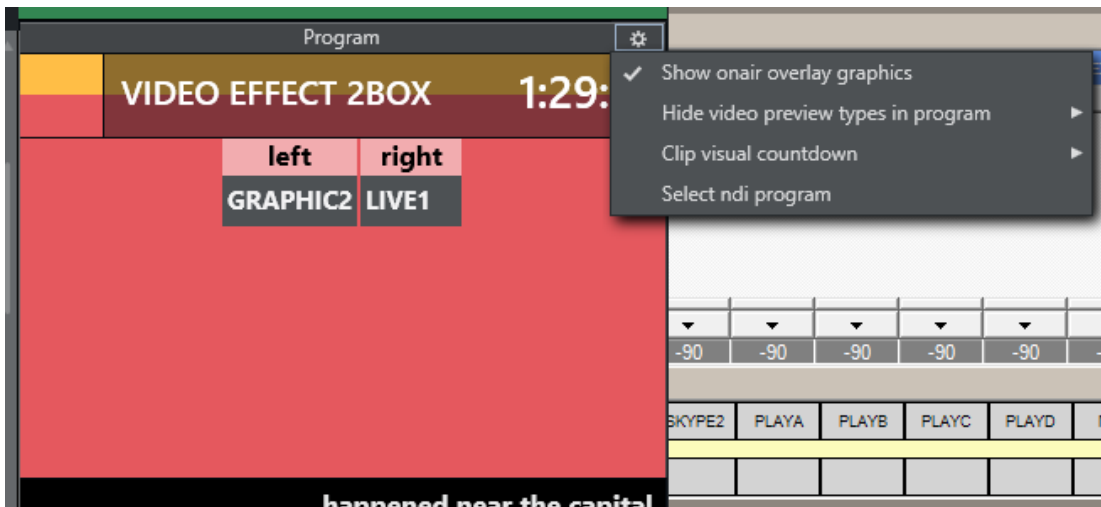 Program
VIDEO EFFECT 2BOX 1:29:
Show onair overlay graphics
Hide video preview types in program
Clip visual countdown
Select ndi program
left right
GRAPHIC2 LIVE1
-90 -90 -90 -90 -90
SKYPE2 PLAYA PLAYB PLAYC PLAYD
happened near the capital